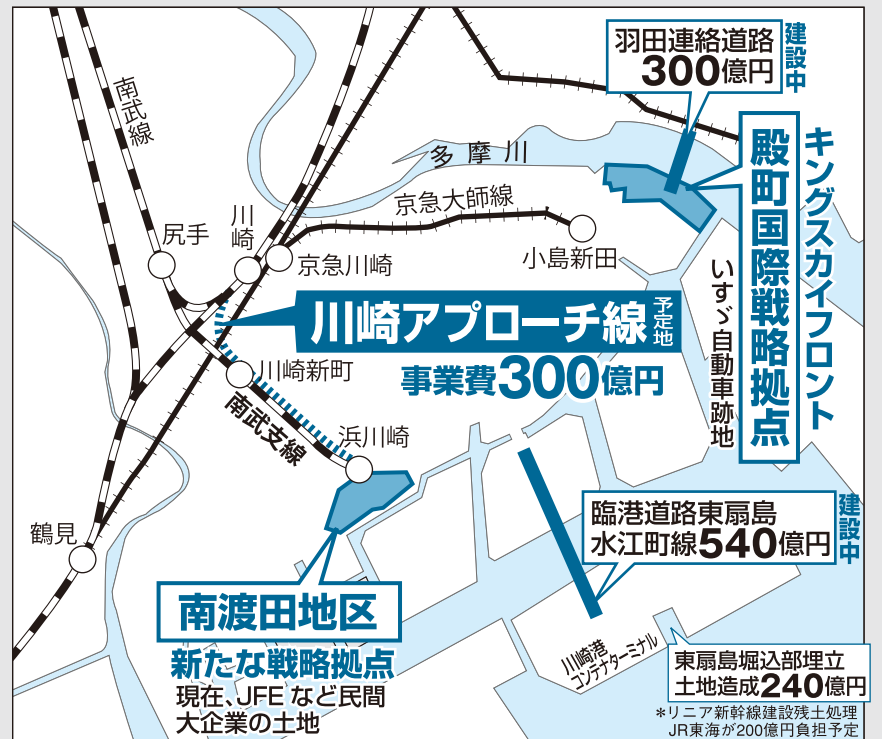 羽田連絡道路
300億円
建設中
南武線
多摩川
キングスカイフロント
殿町国際戦略拠点
いすゞ自動車跡地
京急大師線
小島新田
尻手
川崎
京急川崎
川崎アプローチ線
予定地
事業費300億円
川崎新町
南武支線
浜川崎
鶴見
臨港道路東扇島
水江町線540億円
建設中
南渡田地区
新たな戦略拠点
現在、JFEなど民間
大企業の土地
川崎港
コンテナターミナル
東扇島堀込部埋立
土地造成240億円
＊リニア新幹線建設残土処理
JR東海が200億円負担予定